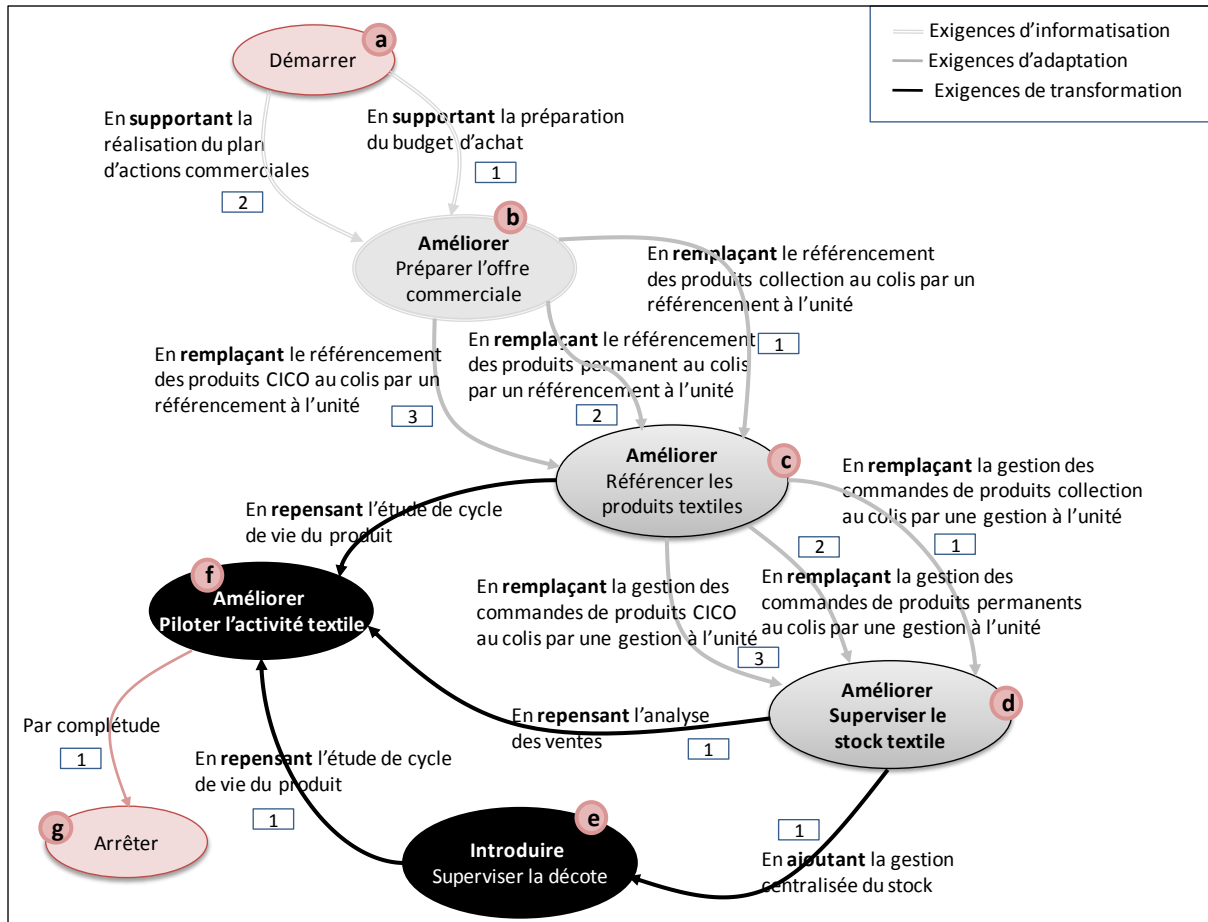 Exigences d'informatisation
Exigences d'adaptation
Exigences de transformation
a
Démarrer
En supportant la
réalisation du plan
d'actions commerciales
2
En supportant la préparation
du budget d'achat
1
b
Améliorer
Préparer l'offre
commerciale
En remplaçant le référencement
des produits collection au colis par un
référencement à l'unité
1
En remplaçant le référencement
des produits permanent au colis
par un référencement à l'unité
2
En remplaçant le référencement
des produits CICO au colis par un
référencement à l'unité
3
c
Améliorer
Référencer les
produits textiles
En remplaçant la gestion des
commandes de produits collection
au colis par une gestion à l'unité
1
2
En remplaçant la gestion des
commandes de produits permanents
au colis par une gestion à l'unité
En remplaçant la gestion des
commandes de produits CICO
au colis par une gestion à l'unité
3
En repensant l'étude de cycle
de vie du produit
f
Améliorer
Piloter l'activité textile
d
Améliorer
Superviser le
stock textile
En repensant l'analyse
des ventes
1
Par complétude
1
En repensant l'étude de cycle
de vie du produit
1
g
Arrêter
e
Introduire
Superviser la décote
1
En ajoutant la gestion
centralisée du stock